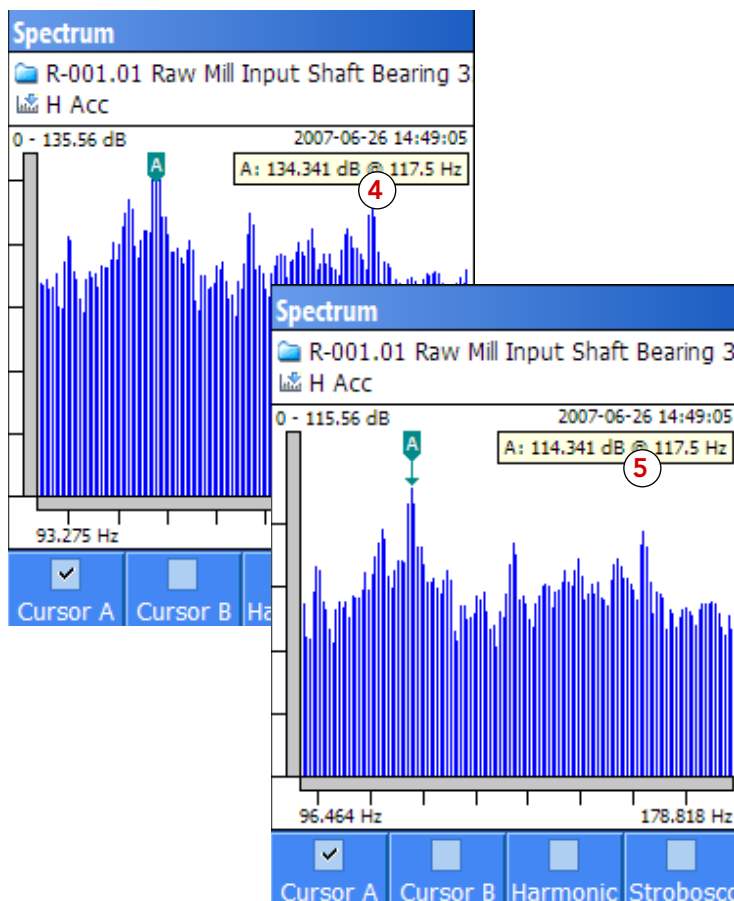 Spectrum
R-001.01 Raw Mill Input Shaft Bearing 3
H Acc
0 - 135.56 dB 2007-06-26 14:49:05
A
A: 134.341 dB @ 117.5 Hz
4
93.275 Hz
Cursor A Cursor B Ha
Spectrum
R-001.01 Raw Mill Input Shaft Bearing 3
H Acc
0 - 115.56 dB 2007-06-26 14:49:05
A
A: 114.341 dB @ 117.5 Hz
5
96.464 Hz 178.818 Hz
Cursor A Cursor B Harmonic Strobosco